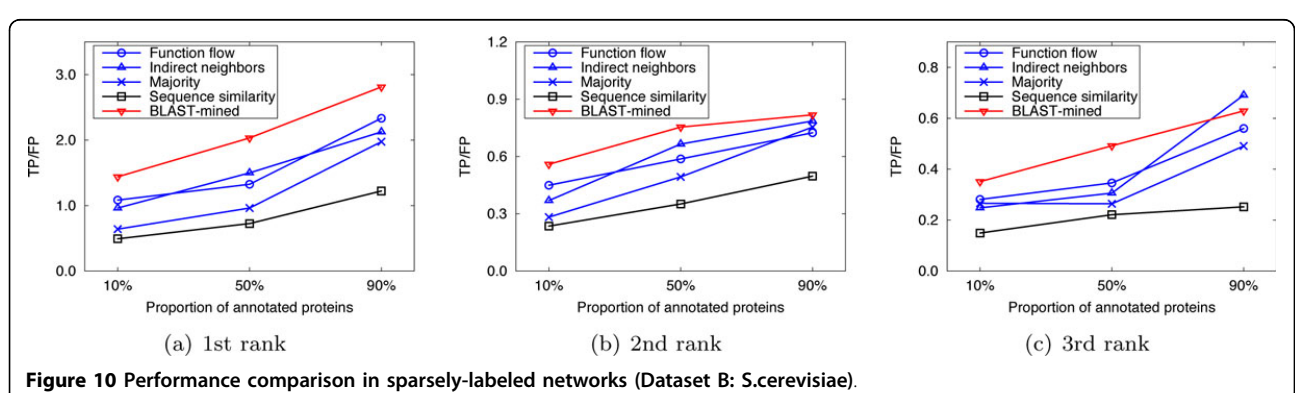 3.0
2.0
1.0
0.0
TP/FP
Function flow
Indirect neighbors
Majority
Sequence similarity
BLAST-mined
10% 50% 90%
Proportion of annotated proteins
(a) 1st rank
1.2
0.9
0.6
0.3
0.0
TP/FP
Function flow
Indirect neighbors
Majority
Sequence similarity
BLAST-mined
10% 50% 90%
Proportion of annotated proteins
(b) 2nd rank
0.8
0.6
0.4
0.2
0.0
TP/FP
Function flow
Indirect neighbors
Majority
Sequence similarity
BLAST-mined
10% 50% 90%
Proportion of annotated proteins
(c) 3rd rank
Figure 10 Performance comparison in sparsely-labeled networks (Dataset B: S.cerevisiae).